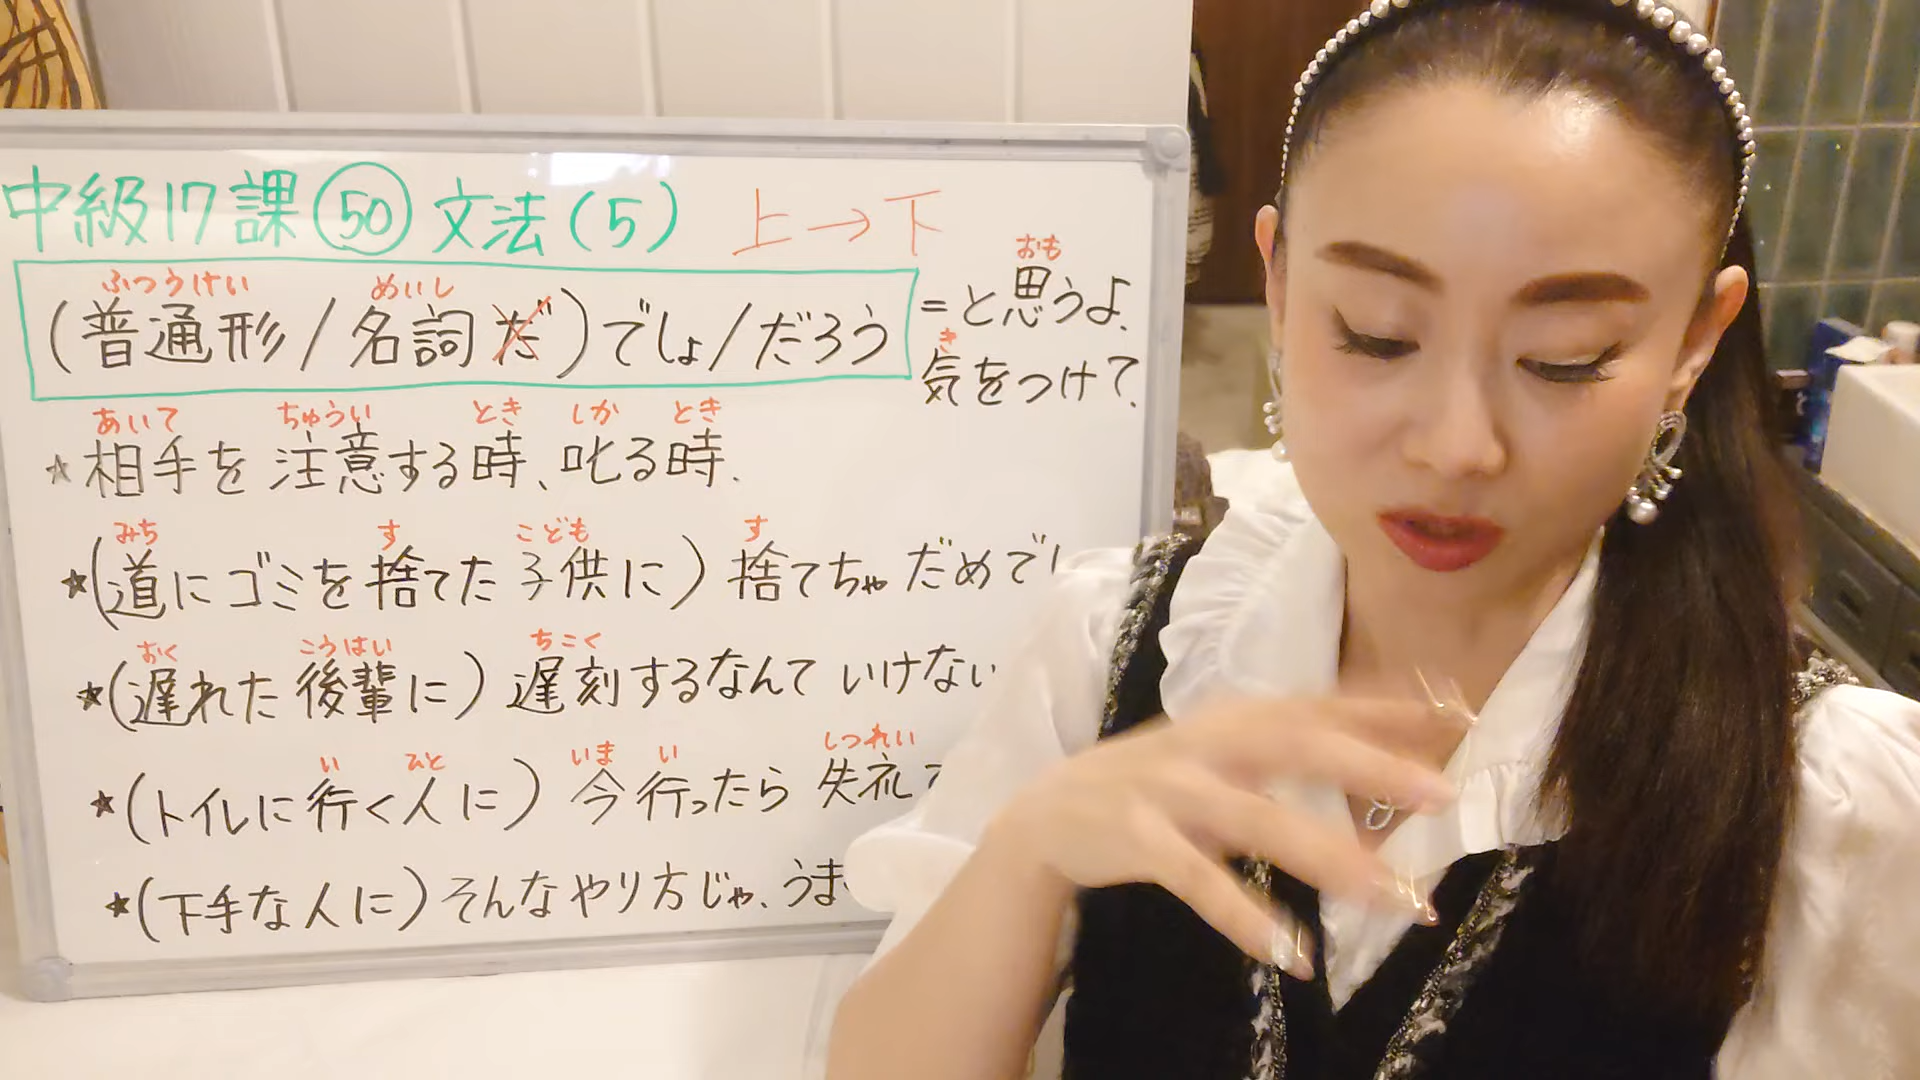 中級17課 ㊿ 文法(5) 上→下
ふつうけい めいし
(普通形/名詞だ)でしょ/だろう
おも
=と思うよ.
き
気をつけて.
あいて ちゅうい とき しか とき
★相手を注意する時、叱る時.
みち す こども す
★(道にゴミを捨てた子供に)捨てちゃだめで
おく こうはい ちこく
★(遅れた後輩に)遅刻するなんていけない
い ひと いま い しつれい
★(トイレに行く人に)今行ったら失礼
★(下手な人に)そんなやり方じゃ、うま